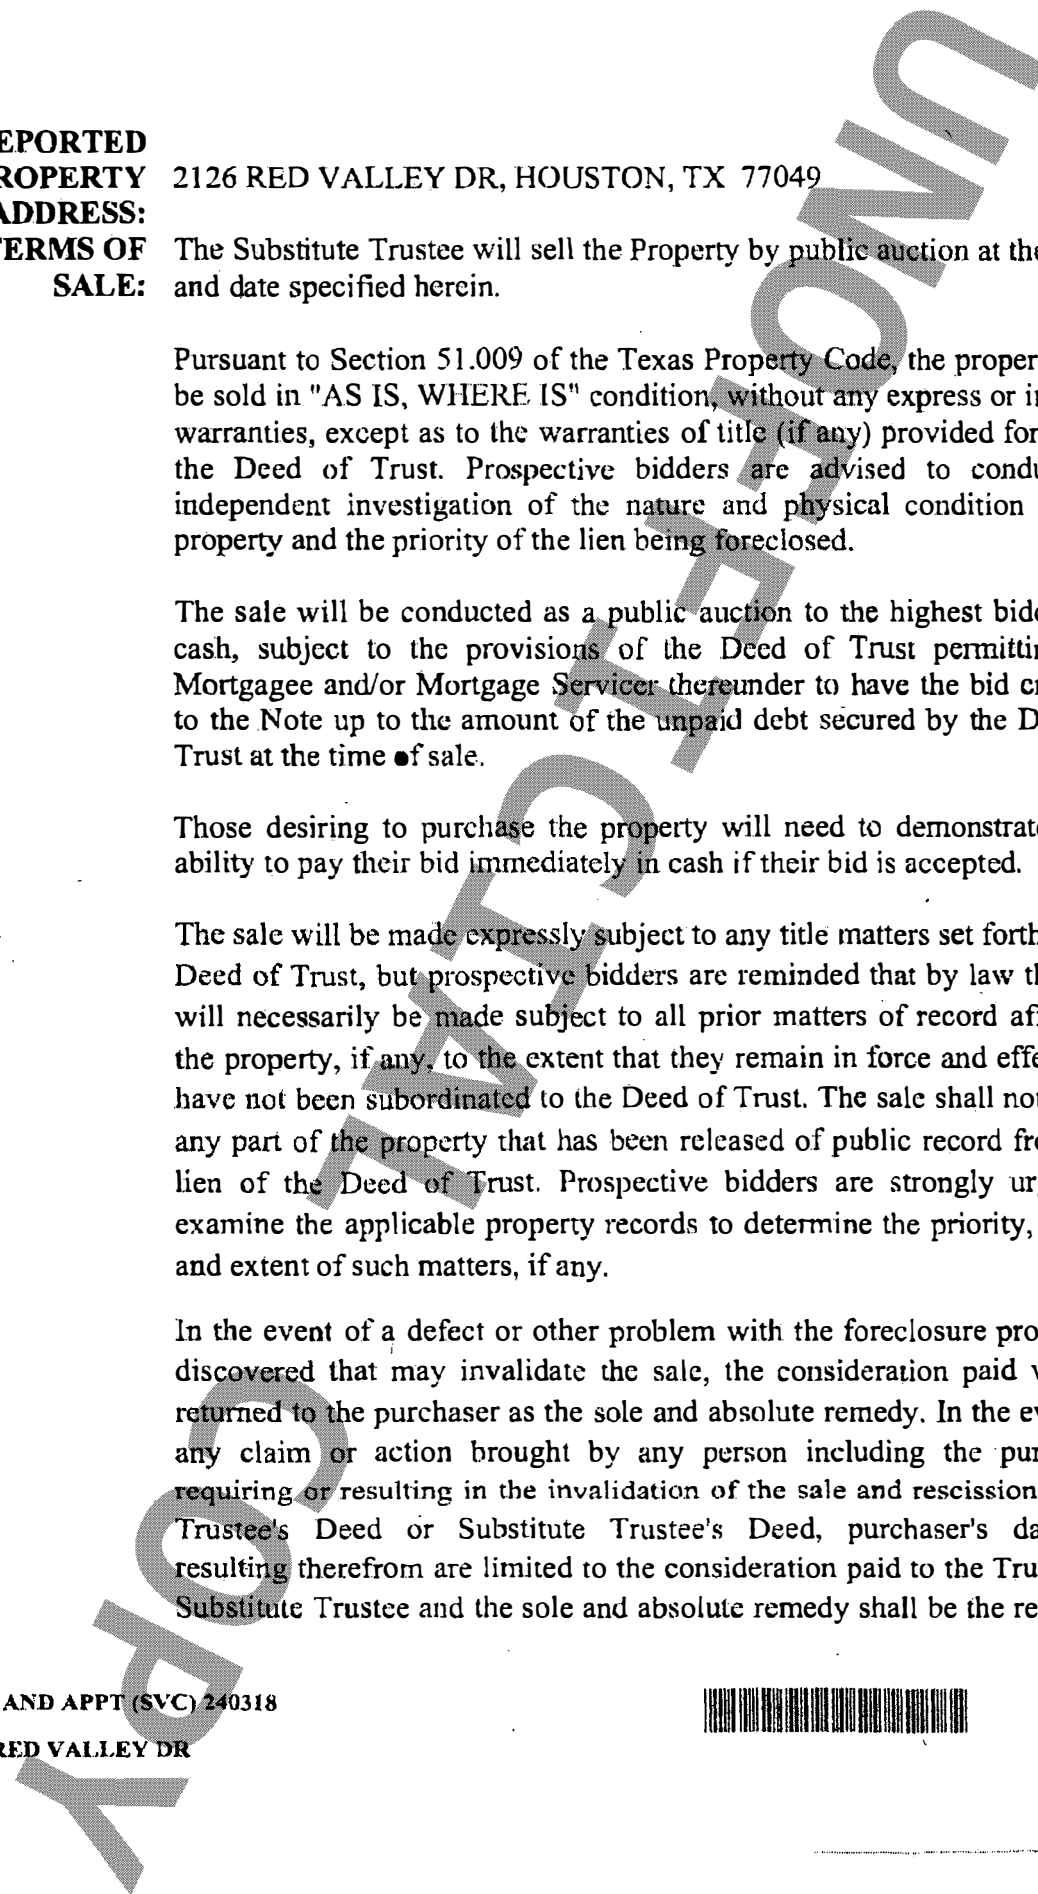 EPORTED
ROPERTY 2126 RED VALLEY DR, HOUSTON, TX 77049
ADDRESS:
TERMS OF The Substitute Trustee will sell the Property by public auction at the
SALE: and date specified herein.
Pursuant to Section 51.009 of the Texas Property Code, the proper
be sold in "AS IS, WHERE IS" condition, without any express or i
warranties, except as to the warranties of title (if any) provided for
the Deed of Trust. Prospective bidders are advised to condu
independent investigation of the nature and physical condition
property and the priority of the lien being foreclosed.
The sale will be conducted as a public auction to the highest bid
cash, subject to the provisions of the Deed of Trust permitti
Mortgagee and/or Mortgage Servicer thereunder to have the bid c
to the Note up to the amount of the unpaid debt secured by the D
Trust at the time of sale.
Those desiring to purchase the property will need to demonstrat
ability to pay their bid immediately in cash if their bid is accepted.
The sale will be made expressly subject to any title matters set forth
Deed of Trust, but prospective bidders are reminded that by law th
will necessarily be made subject to all prior matters of record aff
the property, if any, to the extent that they remain in force and effe
have not been subordinated to the Deed of Trust. The sale shall not
any part of the property that has been released of public record fr
lien of the Deed of Trust. Prospective bidders are strongly ur
examine the applicable property records to determine the priority,
and extent of such matters, if any.
In the event of a defect or other problem with the foreclosure pro
discovered that may invalidate the sale, the consideration paid w
returned to the purchaser as the sole and absolute remedy. In the ev
any claim or action brought by any person including the pur
requiring or resulting in the invalidation of the sale and rescission
Trustee's Deed or Substitute Trustee's Deed, purchaser's da
resulting therefrom are limited to the consideration paid to the Tru
Substitute Trustee and the sole and absolute remedy shall be the re
AND APPT (SVC) 240318
RED VALLEY DR
UNOFFICIAL
COPY